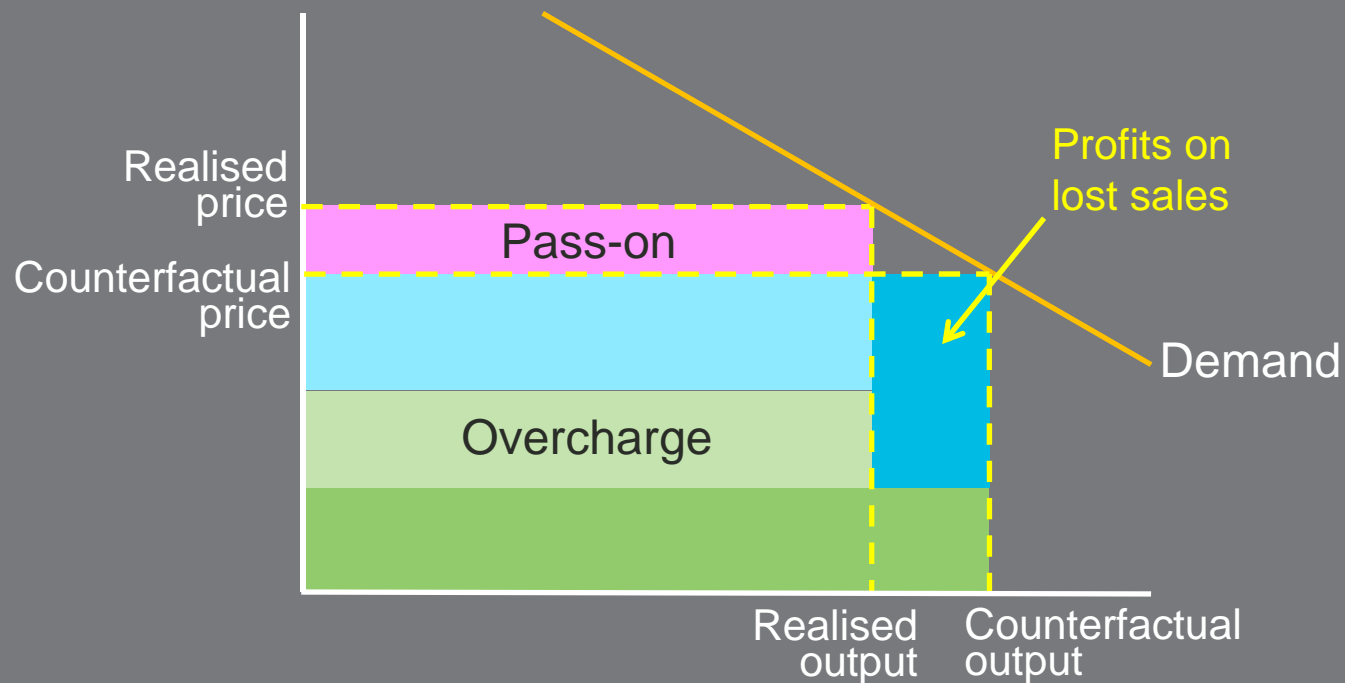 Profits on
lost sales
Realised
price
Pass-on
Counterfactual
price
Demand
Overcharge
Realised
output
Counterfactual
output